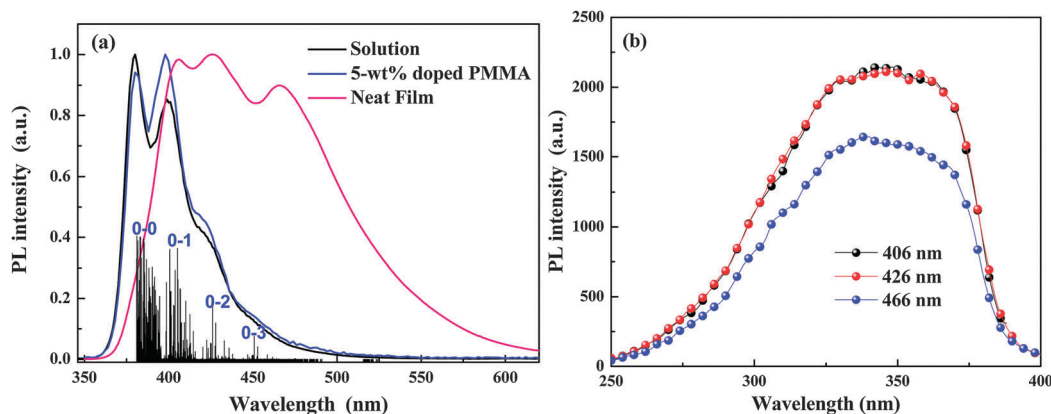 (a)
Solution
5-wt% doped PMMA
Neat Film
1.0
0.8
0.6
0.4
0.2
0.0
PL intensity (a.u.)
0-0
0-1
0-2
0-3
350 400 450 500 550 600
Wavelength (nm)
(b)
2500
2000
1500
1000
500
0
PL intensity (a.u.)
406 nm
426 nm
466 nm
250 300 350 400
Wavelength (nm)